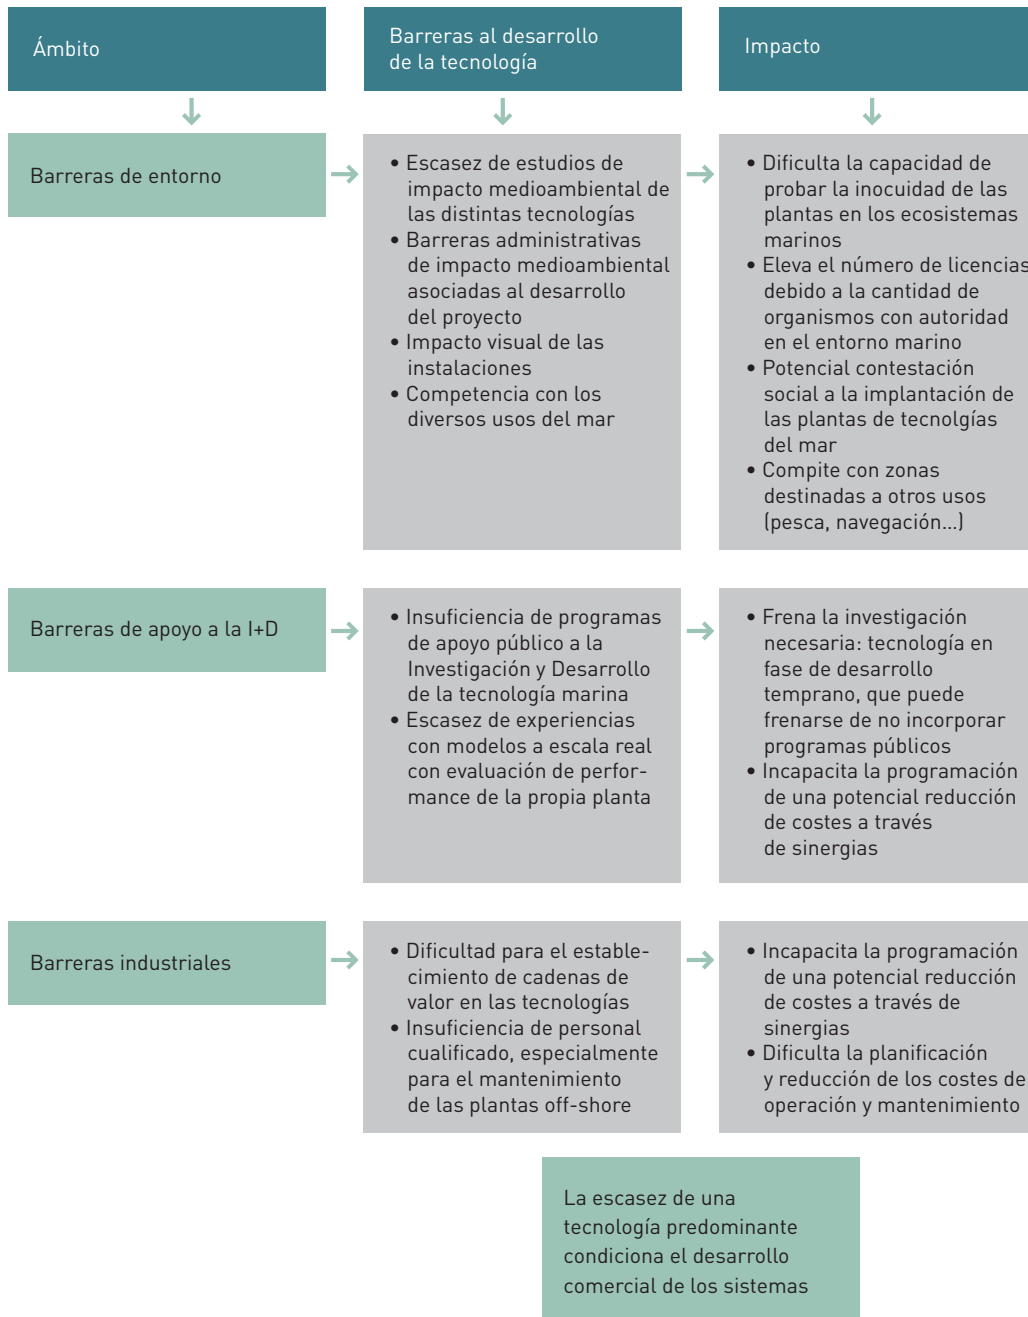 Ámbito
Barreras al desarrollo
de la tecnología
Impacto
Barreras de entorno
• Escasez de estudios de
impacto medioambiental de
las distintas tecnologías
• Barreras administrativas
de impacto medioambiental
asociadas al desarrollo
del proyecto
• Impacto visual de las
instalaciones
• Competencia con los
diversos usos del mar
• Dificulta la capacidad de
probar la inocuidad de las
plantas en los ecosistemas
marinos
• Eleva el número de licencias
debido a la cantidad de
organismos con autoridad
en el entorno marino
• Potencial contestación
social a la implantación de
las plantas de tecnolgías
del mar
• Compite con zonas
destinadas a otros usos
(pesca, navegación...)
Barreras de apoyo a la I+D
• Insuficiencia de programas
de apoyo público a la
Investigación y Desarrollo
de la tecnología marina
• Escasez de experiencias
con modelos a escala real
con evaluación de perfor-
mance de la propia planta
• Frena la investigación
necesaria: tecnología en
fase de desarrollo
temprano, que puede
frenarse de no incorporar
programas públicos
• Incapacita la programación
de una potencial reducción
de costes a través
de sinergias
Barreras industriales
• Dificultad para el estable-
cimiento de cadenas de
valor en las tecnologías
• Insuficiencia de personal
cualificado, especialmente
para el mantenimiento
de las plantas off-shore
• Incapacita la programación
de una potencial reducción
de costes a través de
sinergias
• Dificulta la planificación
y reducción de los costes de
operación y mantenimiento
La escasez de una
tecnología predominante
condiciona el desarrollo
comercial de los sistemas